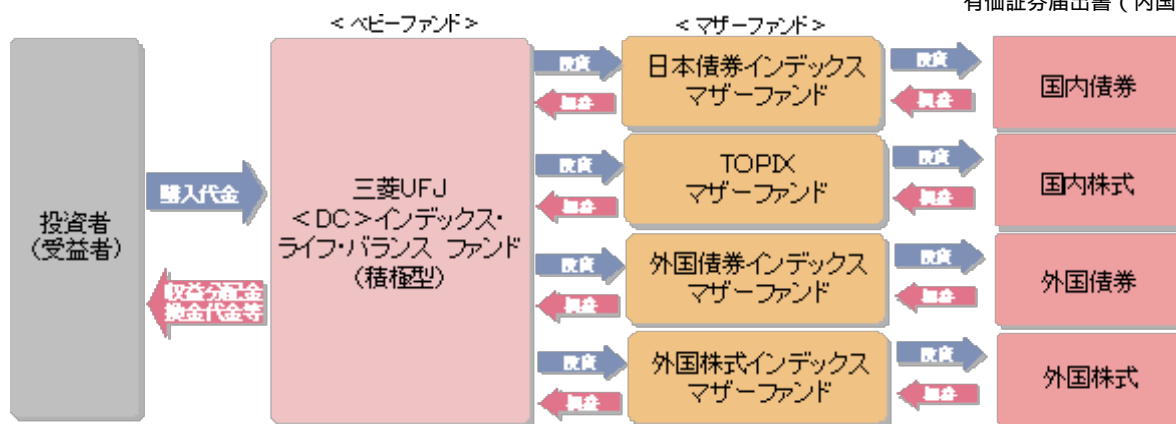 有価証券届出書(内国
<ベビーファンド>
<マザーファンド>
投資者
(受益者)
購入代金
収益分配金
換金代金等
三菱UFJ
<DC>インデックス・
ライフ・バランス ファンド
(積極型)
投資
損益
日本債券インデックス
マザーファンド
投資
損益
国内債券
投資
損益
TOPIX
マザーファンド
投資
損益
国内株式
投資
損益
外国債券インデックス
マザーファンド
投資
損益
外国債券
投資
損益
外国株式インデックス
マザーファンド
投資
損益
外国株式